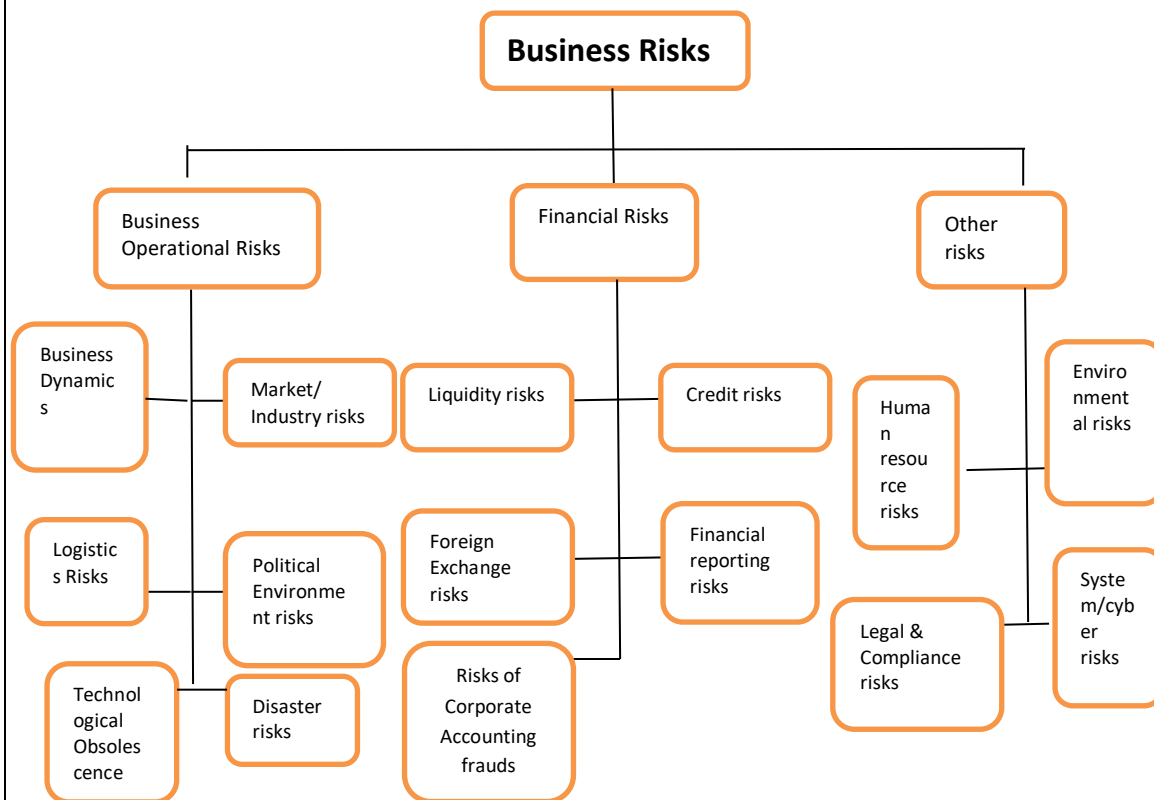 Business Risks
Business
Operational Risks
Financial Risks
Other
risks
Business
Dynamic
s
Market/
Industry risks
Liquidity risks
Credit risks
Huma
n
resou
rce
risks
Enviro
nment
al risks
Logistic
s Risks
Political
Environme
nt risks
Foreign
Exchange
risks
Financial
reporting
risks
Legal &
Compliance
risks
Syste
m/cyb
er
risks
Technol
ogical
Obsoles
cence
Disaster
risks
Risks of
Corporate
Accounting
frauds